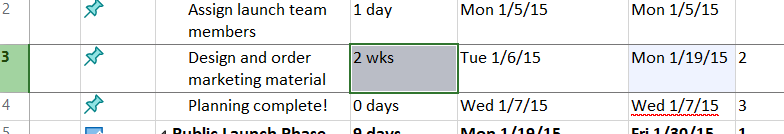 2 Assign launch team 1 day Mon 1/5/15 Mon 1/5/15
members
3 Design and order 2 wks Tue 1/6/15 Mon 1/19/15 2
marketing material
4 Planning complete! 0 days Wed 1/7/15 Wed 1/7/15 3
5 Public Launch Phase 9 days Mon 1/19/15 Fri 1/30/15 1